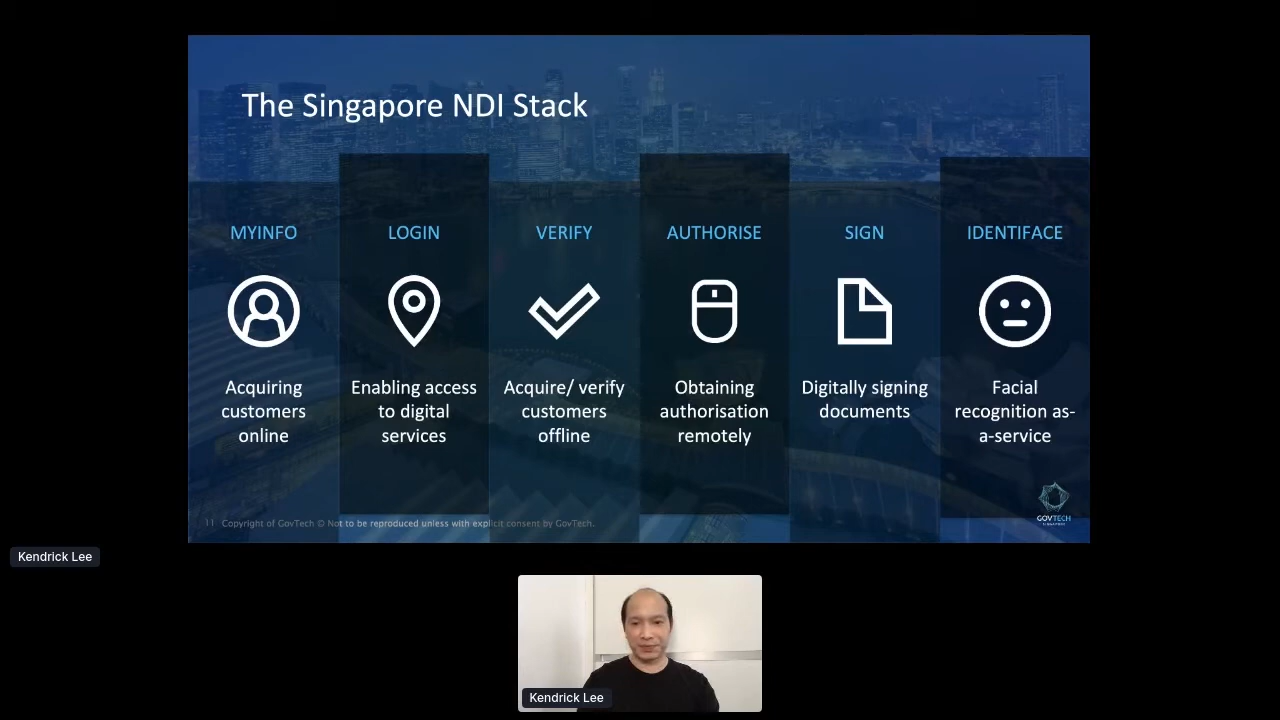 The Singapore NDI Stack
MYINFO
Acquiring
customers
online
LOGIN
Enabling access
to digital
services
VERIFY
Acquire/ verify
customers
offline
AUTHORISE
Obtaining
authorisation
remotely
SIGN
Digitally signing
documents
IDENTIFACE
Facial
recognition as-
a-service
11 Copyright of GovTech © Not to be reproduced unless with explicit consent by GovTech.
GOVTECH
SINGAPORE
Kendrick Lee
Kendrick Lee